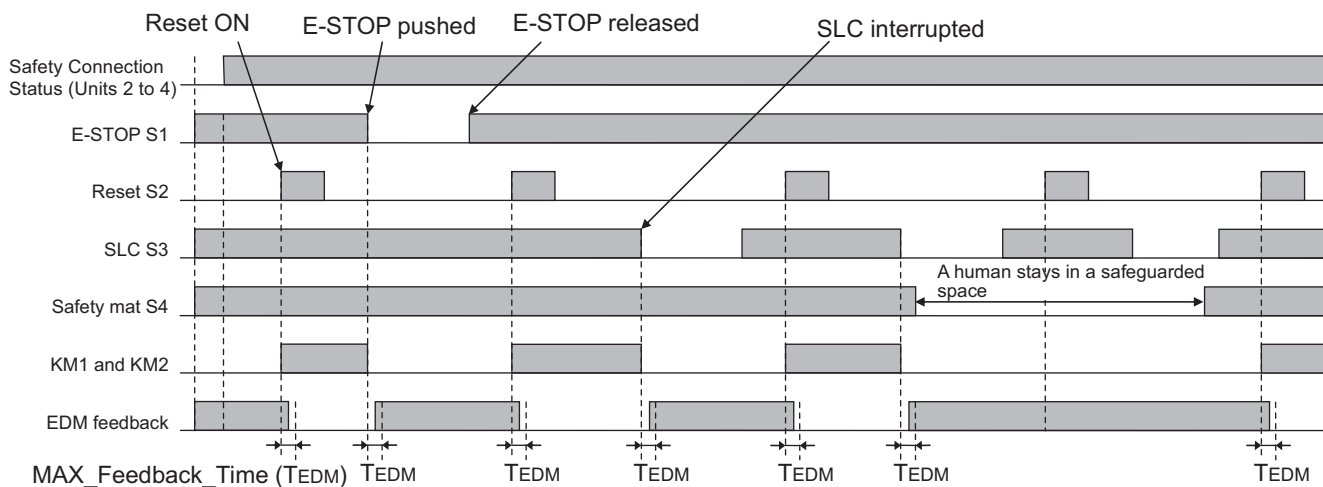 Reset ON
E-STOP pushed
E-STOP released
SLC interrupted
Safety Connection
Status (Units 2 to 4)
E-STOP S1
Reset S2
SLC S3
A human stays in a safeguarded
space
Safety mat S4
KM1 and KM2
EDM feedback
MAX_Feedback_Time (TEDM)
TEDM
TEDM
TEDM
TEDM
TEDM
TEDM